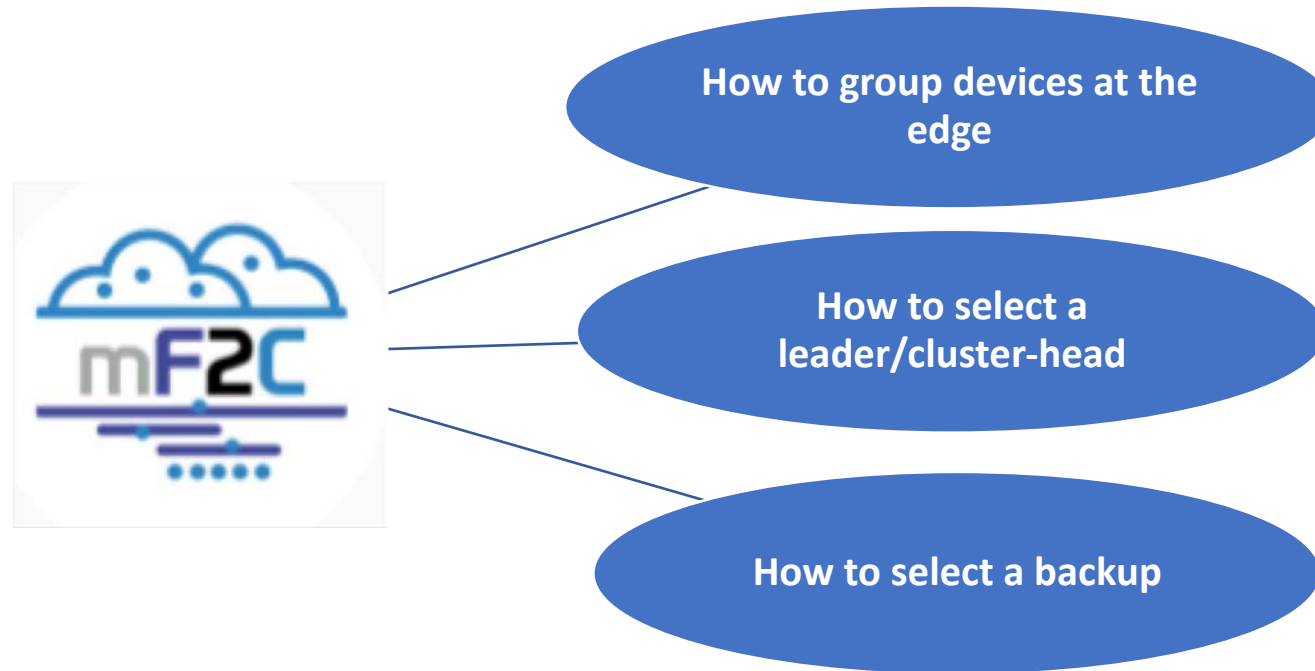 How to group devices at the
edge
mF2C
How to select a
leader/cluster-head
How to select a backup